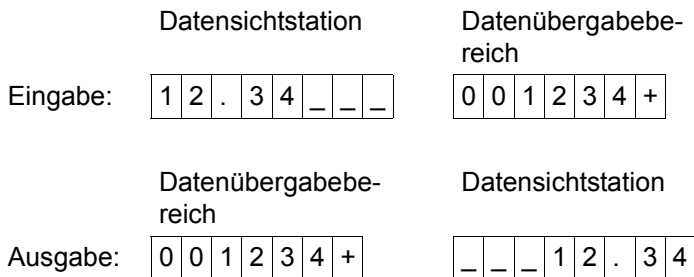 Datensichtstation Datenübergabebe-
reich
Eingabe: 1 2 . 3 4 _ _ _ 0 0 1 2 3 4 +
Datenübergabebe- Datensichtstation
reich
Ausgabe: 0 0 1 2 3 4 + _ _ _ 1 2 . 3 4